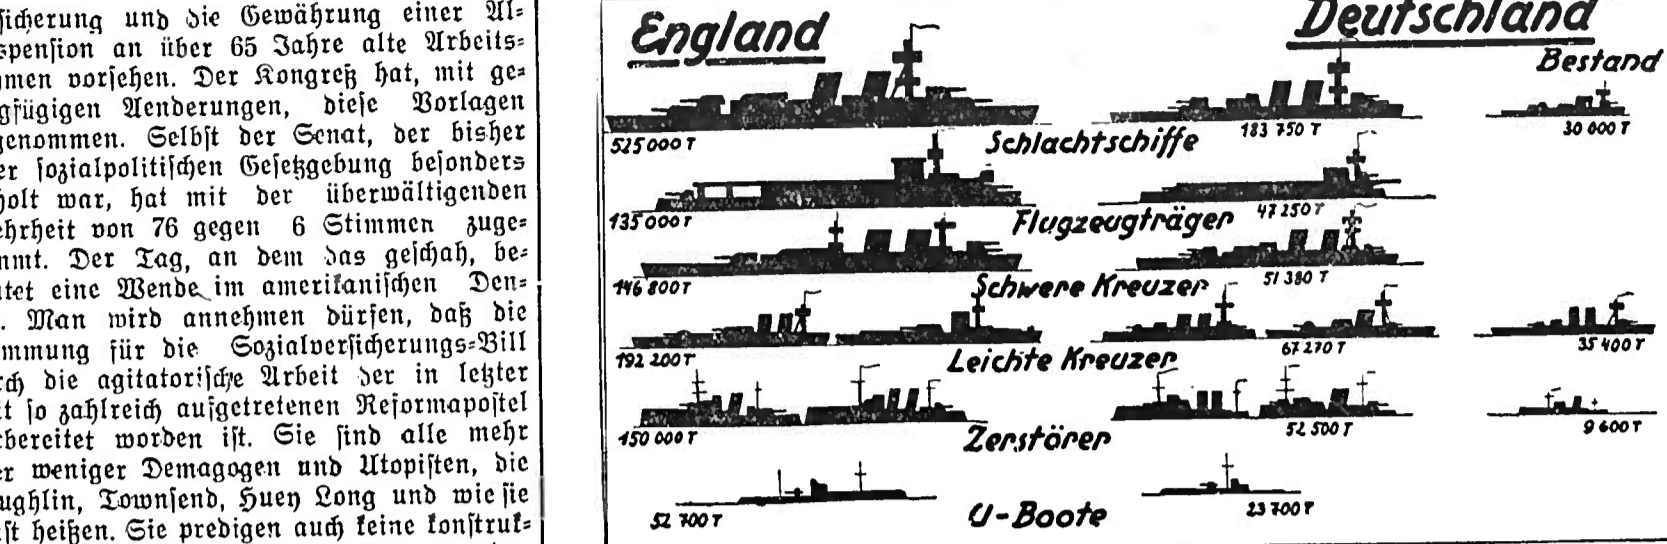 sicherung und die Gewährung einer Al-
spension an über 65 Jahre alte Arbeits-
men vorsehen. Der Kongreß hat, mit ge-
gfügigen Aenderungen, diese Vorlagen
genommen. Selbst der Senat, der bisher
er sozialpolitischen Gesetzgebung besonders
holt war, hat mit der überwältigenden
ehrheit von 76 gegen 6 Stimmen zuge-
mmt. Der Tag, an dem das geschah, be-
utet eine Wende im amerikanischen Den-
. Man wird annehmen dürfen, daß die
mmung für die Sozialversicherungs-Bill
rch die agitatorische Arbeit der in letzter
it so zahlreich aufgetretenen Reformapostel
rbereitet worden ist. Sie sind alle mehr
er weniger Demagogen und Utopisten, die
ughlin, Townsend, Huey Long und wie sie
st heißen. Sie predigen auch keine konstruk-
England
Deutschland
Bestand
525 000 T
Schlachtschiffe
183 750 T
30 000 T
135 000 T
Flugzeugträger
47 250 T
146 800 T
Schwere Kreuzer
51 380 T
192 200 T
Leichte Kreuzer
67 270 T
35 400 T
150 000 T
Zerstörer
52 500 T
9 600 T
52 700 T
U-Boote
23 700 T